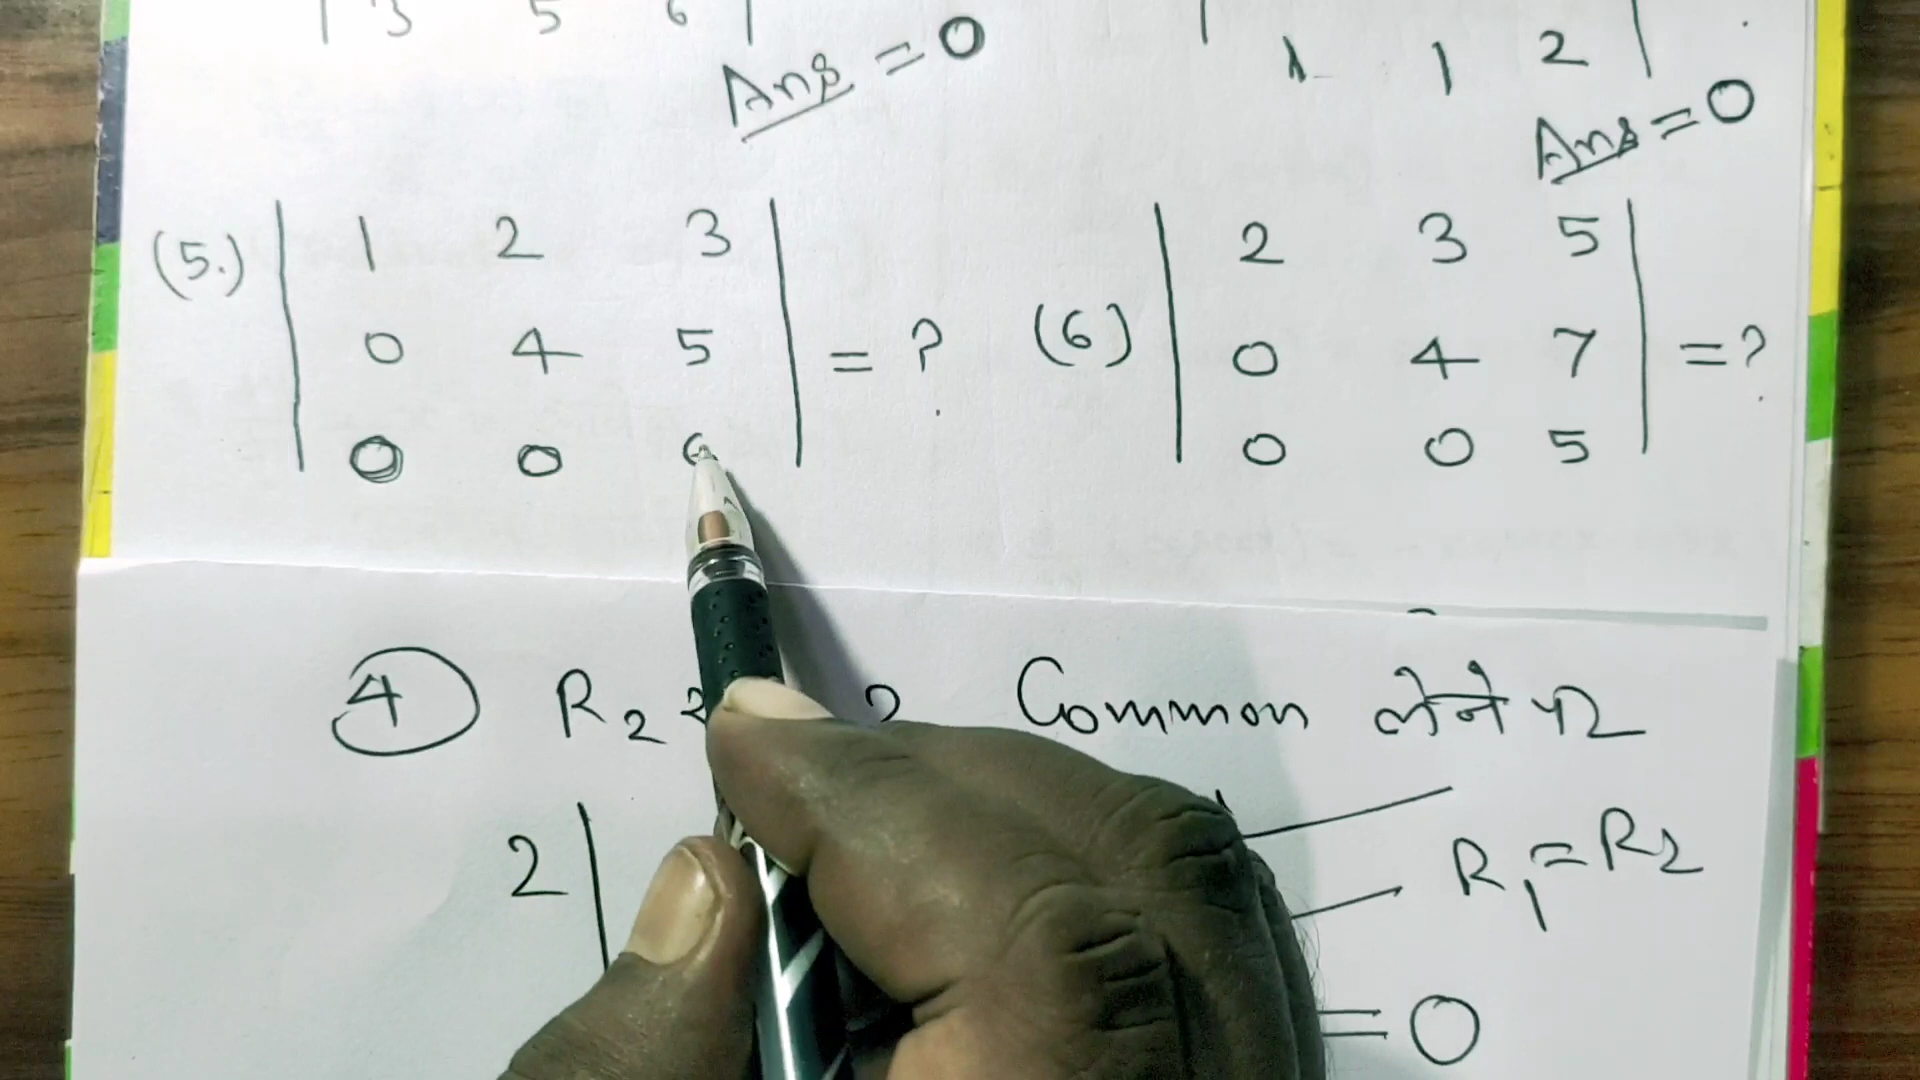 3 5 6
Ans = 0
1 1 2
Ans = 0
(5.) 1 2 3
0 4 5 = ?
0 0 6
(6) 2 3 5
0 4 7 = ?
0 0 5
4 R2 2 Common लेने पर
2
R1 = R2
= 0